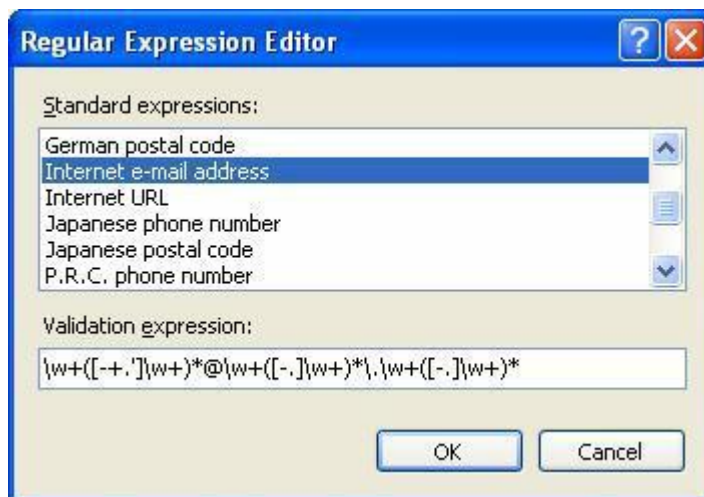 Regular Expression Editor
Standard expressions:
German postal code
Internet e-mail address
Internet URL
Japanese phone number
Japanese postal code
P.R.C. phone number
Validation expression:
\w+([-+.']\w+)*@\w+([-.]\w+)*\.\w+([-.]\w+)*
OK Cancel